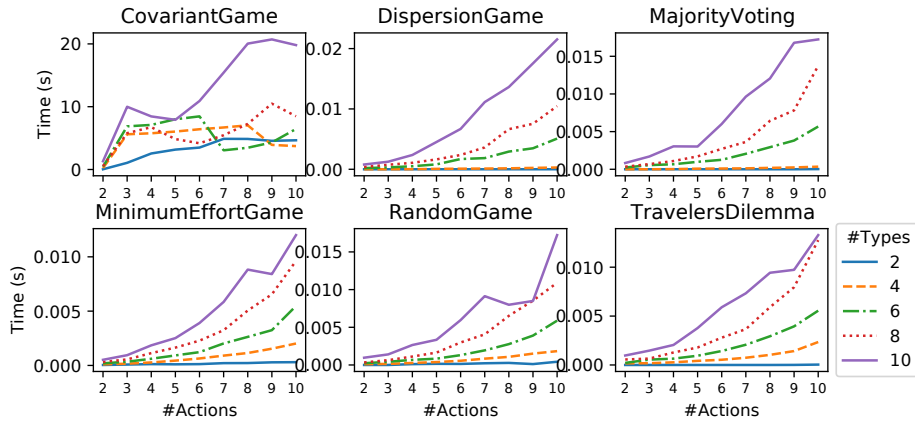 CovariantGame DispersionGame MajorityVoting
Time (s)
20
10
0
2 3 4 5 6 7 8 9 10
0.02
0.01
0.00
2 3 4 5 6 7 8 9 10
0.015
0.010
0.005
0.000
2 3 4 5 6 7 8 9 10
MinimumEffortGame RandomGame TravelersDilemma
Time (s)
0.010
0.005
0.000
2 3 4 5 6 7 8 9 10
#Actions
0.015
0.010
0.005
0.000
2 3 4 5 6 7 8 9 10
#Actions
0.010
0.005
0.000
2 3 4 5 6 7 8 9 10
#Actions
#Types
2
4
6
8
10